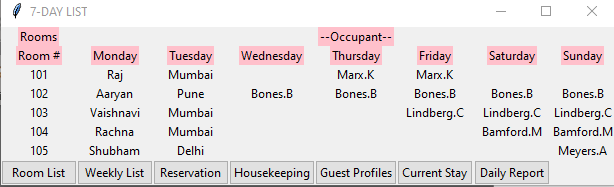 7-DAY LIST
Rooms --Occupant--
Room # Monday Tuesday Wednesday Thursday Friday Saturday Sunday
101 Raj Mumbai Marx.K Marx.K
102 Aaryan Pune Bones.B Bones.B Bones.B Bones.B Bones.B
103 Vaishnavi Mumbai Lindberg.C Lindberg.C Lindberg.C
104 Rachna Mumbai Bamford.M Bamford.M
105 Shubham Delhi Meyers.A
Room List Weekly List Reservation Housekeeping Guest Profiles Current Stay Daily Report